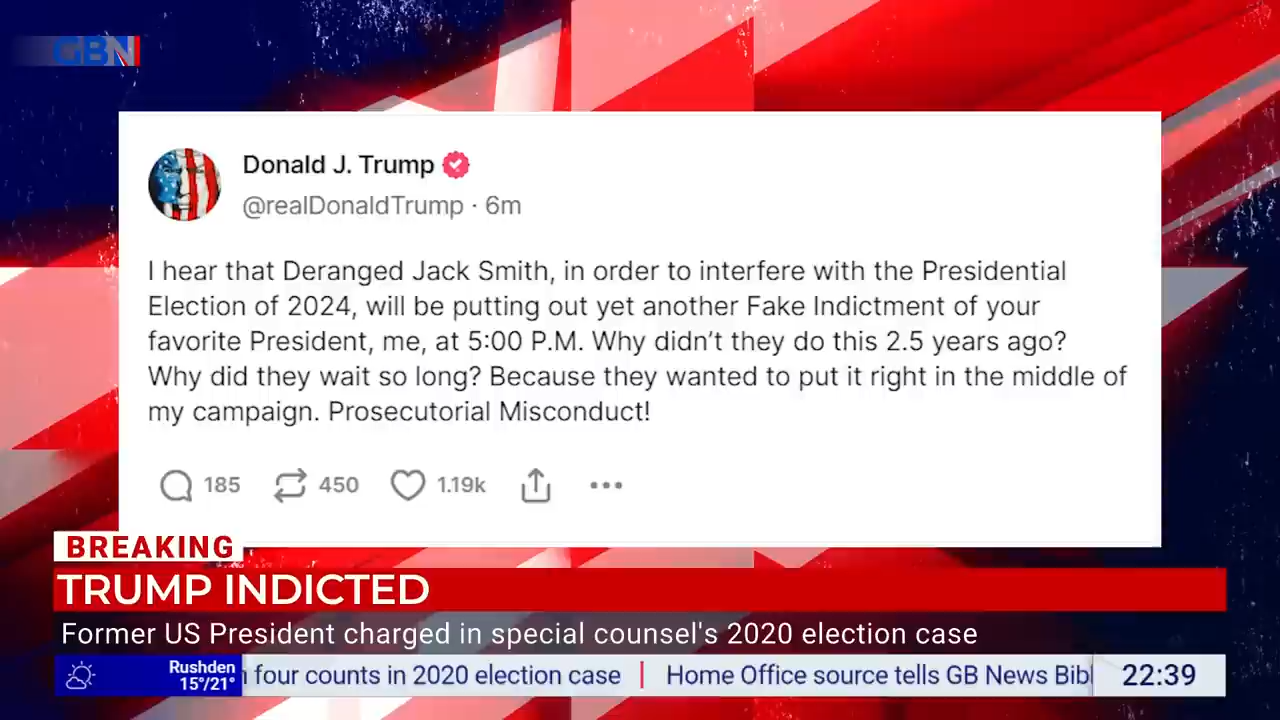 GBN
Donald J. Trump
@realDonaldTrump · 6m
I hear that Deranged Jack Smith, in order to interfere with the Presidential
Election of 2024, will be putting out yet another Fake Indictment of your
favorite President, me, at 5:00 P.M. Why didn’t they do this 2.5 years ago?
Why did they wait so long? Because they wanted to put it right in the middle of
my campaign. Prosecutorial Misconduct!
185 450 1.19k
BREAKING
TRUMP INDICTED
Former US President charged in special counsel's 2020 election case
Rushden
15°/21°
four counts in 2020 election case | Home Office source tells GB News Bib
22:39